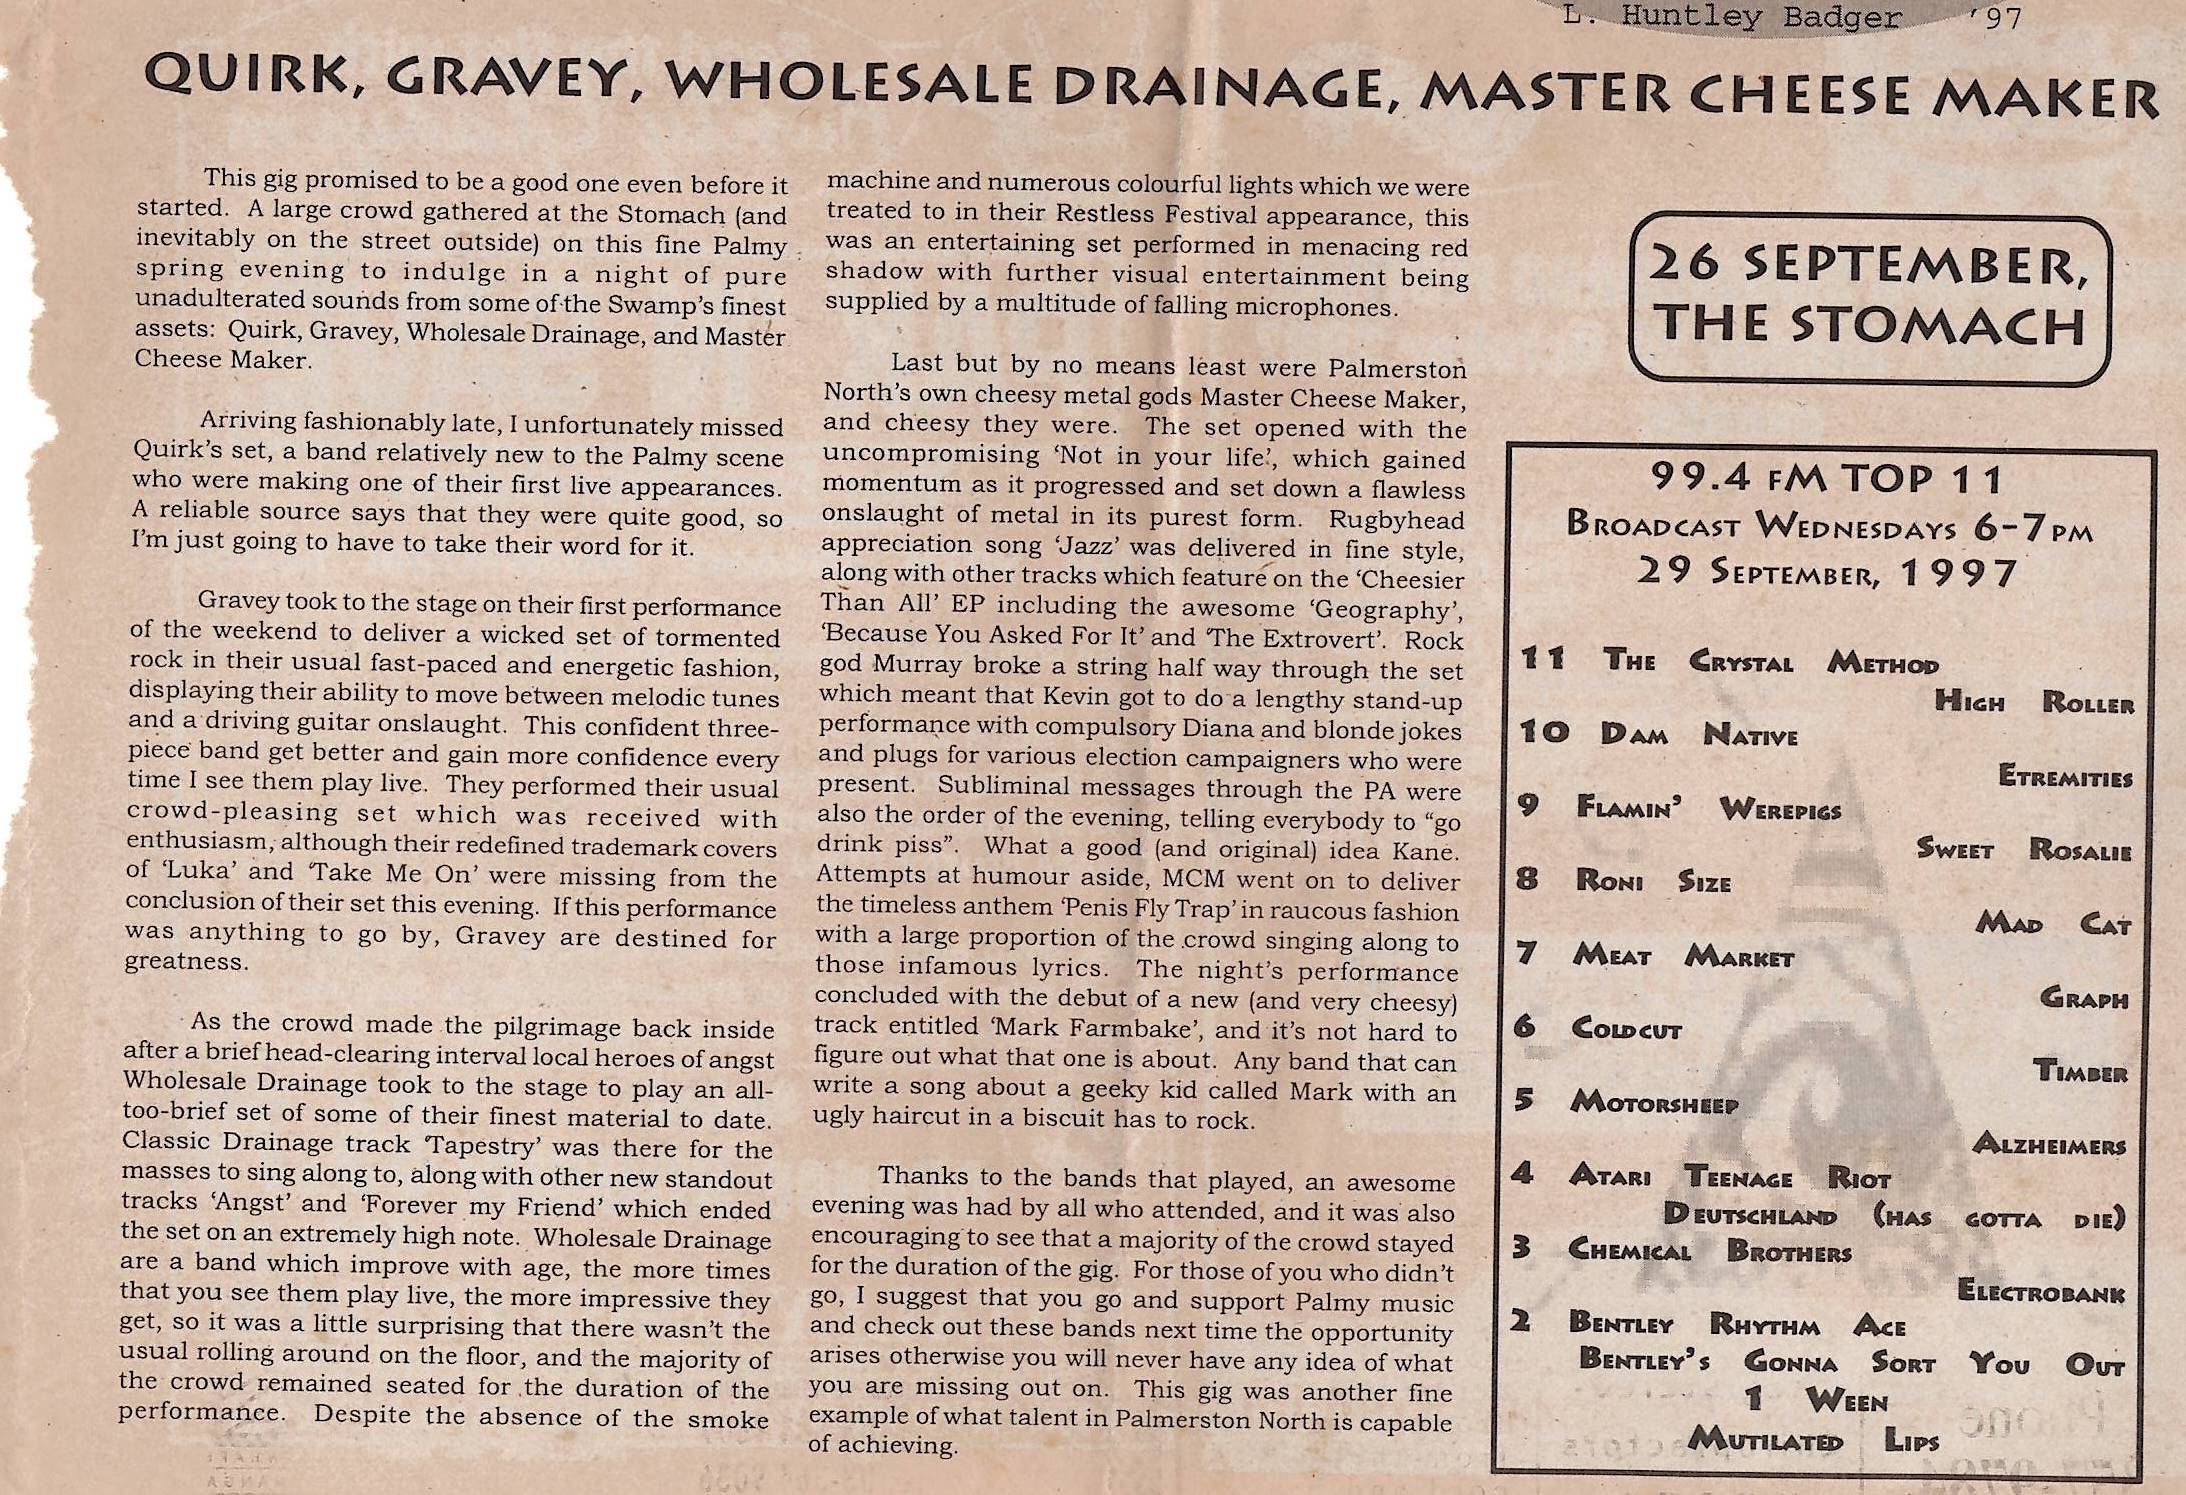 L. Huntley Badger '97
QUIRK, GRAVEY, WHOLESALE DRAINAGE, MASTER CHEESE MAKER
This gig promised to be a good one even before it
started. A large crowd gathered at the Stomach (and
inevitably on the street outside) on this fine Palmy
spring evening to indulge in a night of pure
unadulterated sounds from some of the Swamp's finest
assets: Quirk, Gravey, Wholesale Drainage, and Master
Cheese Maker.
Arriving fashionably late, I unfortunately missed
Quirk's set, a band relatively new to the Palmy scene
who were making one of their first live appearances.
A reliable source says that they were quite good, so
I'm just going to have to take their word for it.
Gravey took to the stage on their first performance
of the weekend to deliver a wicked set of tormented
rock in their usual fast-paced and energetic fashion,
displaying their ability to move between melodic tunes
and a driving guitar onslaught. This confident three-
piece band get better and gain more confidence every
time I see them play live. They performed their usual
crowd-pleasing set which was received with
enthusiasm, although their redefined trademark covers
of 'Luka' and 'Take Me On' were missing from the
conclusion of their set this evening. If this performance
was anything to go by, Gravey are destined for
greatness.
As the crowd made the pilgrimage back inside
after a brief head-clearing interval local heroes of angst
Wholesale Drainage took to the stage to play an all-
too-brief set of some of their finest material to date.
Classic Drainage track 'Tapestry' was there for the
masses to sing along to, along with other new standout
tracks 'Angst' and 'Forever my Friend' which ended
the set on an extremely high note. Wholesale Drainage
are a band which improve with age, the more times
that you see them play live, the more impressive they
get, so it was a little surprising that there wasn't the
usual rolling around on the floor, and the majority of
the crowd remained seated for the duration of the
performance. Despite the absence of the smoke
machine and numerous colourful lights which we were
treated to in their Restless Festival appearance, this
was an entertaining set performed in menacing red
shadow with further visual entertainment being
supplied by a multitude of falling microphones.
Last but by no means least were Palmerston
North's own cheesy metal gods Master Cheese Maker,
and cheesy they were. The set opened with the
uncompromising 'Not in your life', which gained
momentum as it progressed and set down a flawless
onslaught of metal in its purest form. Rugbyhead
appreciation song 'Jazz' was delivered in fine style,
along with other tracks which feature on the 'Cheesier
Than All' EP including the awesome 'Geography',
'Because You Asked For It' and 'The Extrovert'. Rock
god Murray broke a string half way through the set
which meant that Kevin got to do a lengthy stand-up
performance with compulsory Diana and blonde jokes
and plugs for various election campaigners who were
present. Subliminal messages through the PA were
also the order of the evening, telling everybody to "go
drink piss". What a good (and original) idea Kane.
Attempts at humour aside, MCM went on to deliver
the timeless anthem 'Penis Fly Trap' in raucous fashion
with a large proportion of the crowd singing along to
those infamous lyrics. The night's performance
concluded with the debut of a new (and very cheesy)
track entitled 'Mark Farmbake', and it's not hard to
figure out what that one is about. Any band that can
write a song about a geeky kid called Mark with an
ugly haircut in a biscuit has to rock.
Thanks to the bands that played, an awesome
evening was had by all who attended, and it was also
encouraging to see that a majority of the crowd stayed
for the duration of the gig. For those of you who didn't
go, I suggest that you go and support Palmy music
and check out these bands next time the opportunity
arises otherwise you will never have any idea of what
you are missing out on. This gig was another fine
example of what talent in Palmerston North is capable
of achieving.
26 SEPTEMBER,
THE STOMACH
99.4 FM TOP 11
BROADCAST WEDNESDAYS 6-7PM
29 SEPTEMBER, 1997
11 THE CRYSTAL METHOD
HIGH ROLLER
10 DAM NATIVE
ETREMITIES
9 FLAMIN' WEREPIGS
SWEET ROSALIE
8 RONI SIZE
MAD CAT
7 MEAT MARKET
GRAPH
6 COLDCUT
TIMBER
5 MOTORSHEEP
ALZHEIMERS
4 ATARI TEENAGE RIOT
DEUTSCHLAND (HAS GOTTA DIE)
3 CHEMICAL BROTHERS
ELECTROBANK
2 BENTLEY RHYTHM ACE
BENTLEY'S GONNA SORT YOU OUT
1 WEEN
MUTILATED LIPS